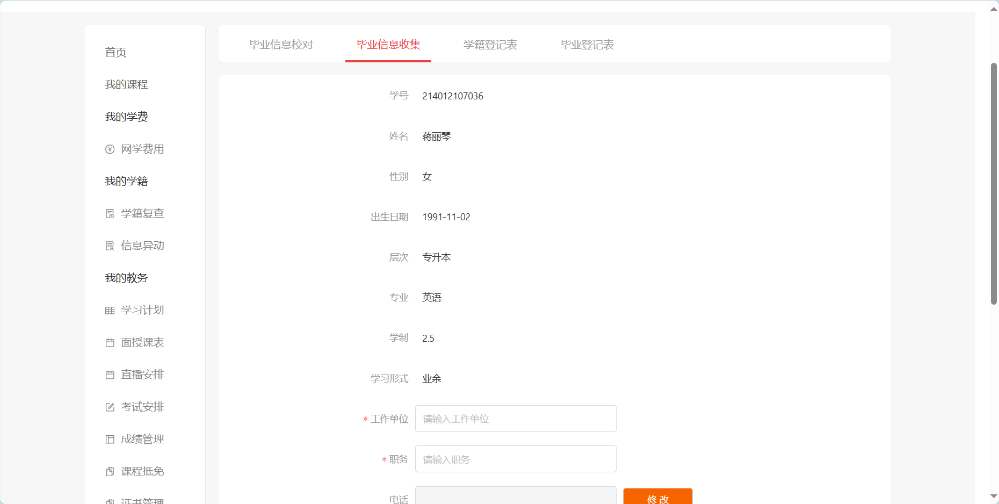 首页
我的课程
我的学费
网学费用
我的学籍
学籍复查
信息异动
我的教务
学习计划
面授课表
直播安排
考试安排
成绩管理
课程抵免
证书管理
毕业信息校对 毕业信息收集 学籍登记表 毕业登记表
学号 214012107036
姓名 蒋丽琴
性别 女
出生日期 1991-11-02
层次 专升本
专业 英语
学制 2.5
学习形式 业余
* 工作单位 请输入工作单位
* 职务 请输入职务
电话 修改